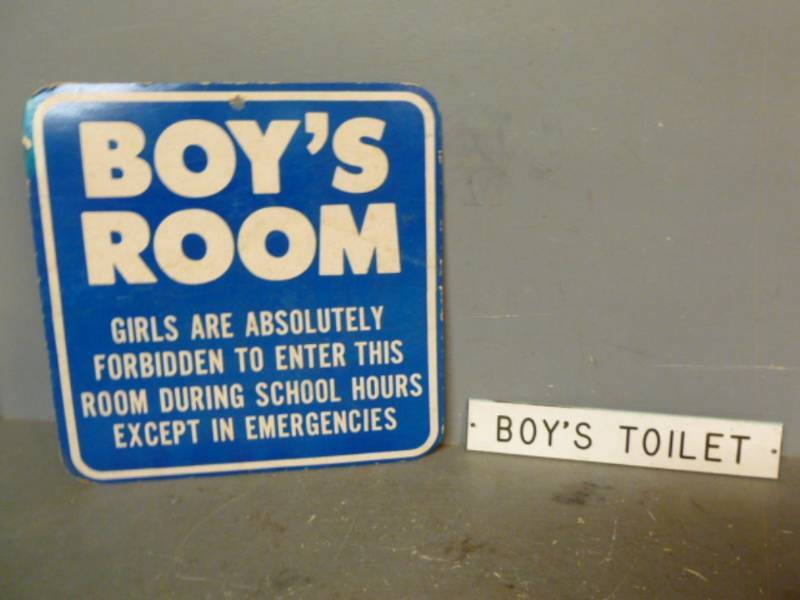 BOY'S
ROOM
GIRLS ARE ABSOLUTELY
FORBIDDEN TO ENTER THIS
ROOM DURING SCHOOL HOURS
EXCEPT IN EMERGENCIES
BOY'S TOILET